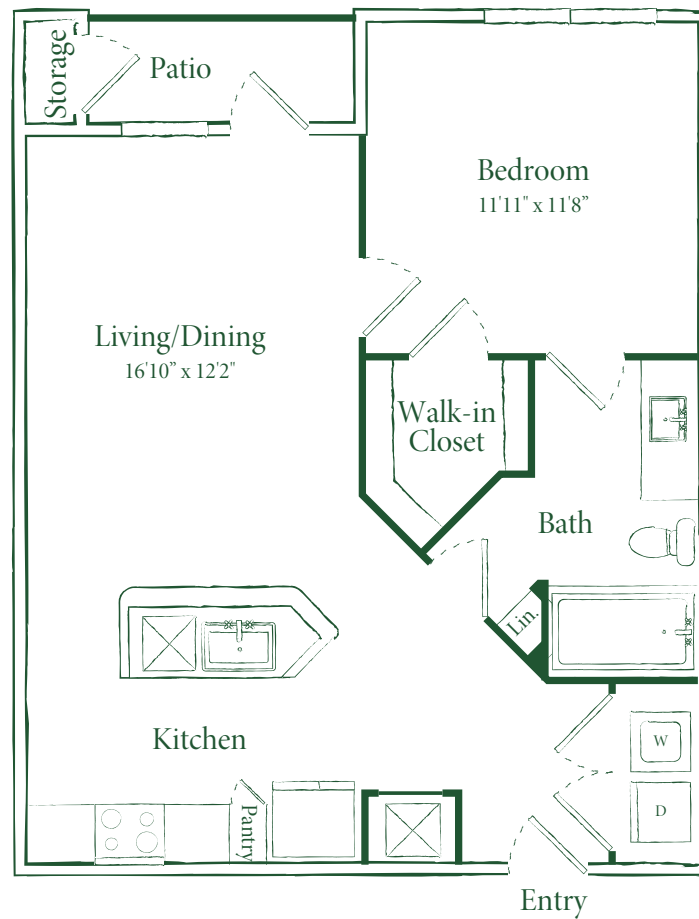 Storage
Patio
Bedroom
11'11" x 11'8”
Living/Dining
16'10” x 12'2"
Walk-in
Closet
Bath
Lin.
Kitchen
W
D
Pantry
Entry